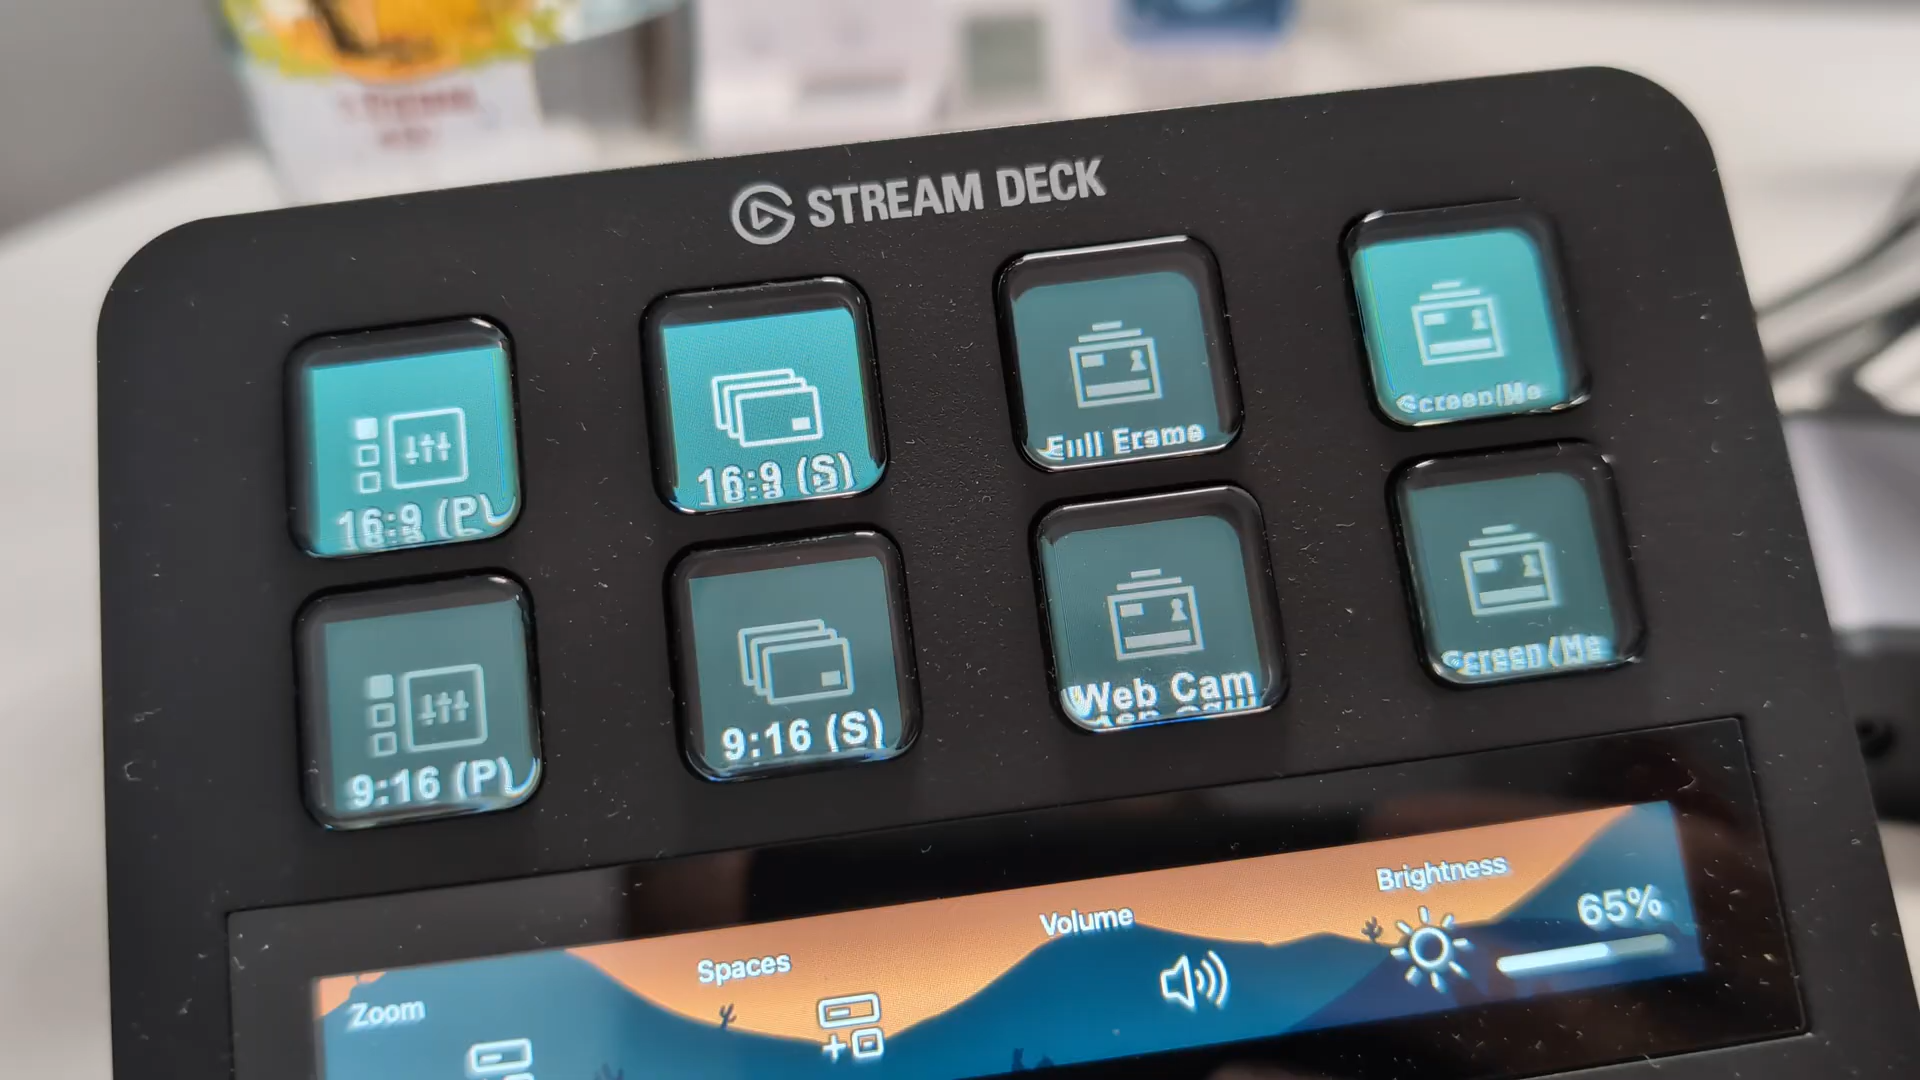 STREAM DECK
16:9 (P)
16:9 (S)
Full Frame
Screen/Me
9:16 (P)
9:16 (S)
Web Cam
Screen/Me
Zoom
Spaces
Volume
Brightness
65%